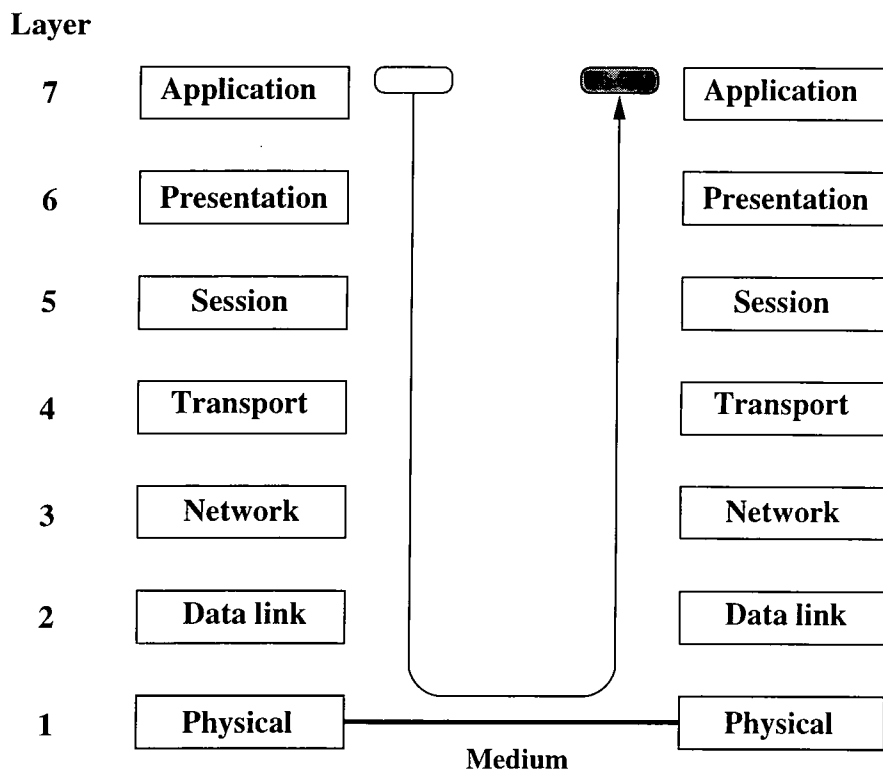 Layer
7 Application Application
6 Presentation Presentation
5 Session Session
4 Transport Transport
3 Network Network
2 Data link Data link
1 Physical Physical
Medium